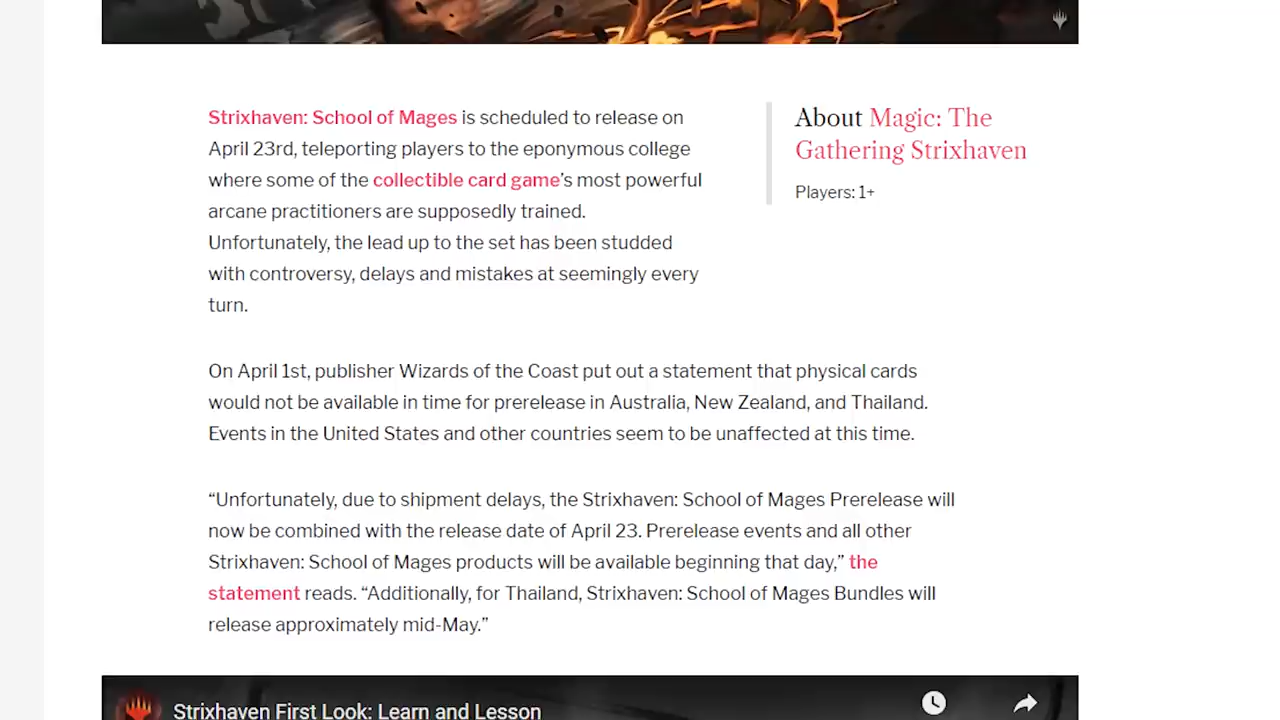 Strixhaven: School of Mages is scheduled to release on
April 23rd, teleporting players to the eponymous college
where some of the collectible card game’s most powerful
arcane practitioners are supposedly trained.
Unfortunately, the lead up to the set has been studded
with controversy, delays and mistakes at seemingly every
turn.
About Magic: The
Gathering Strixhaven
Players: 1+
On April 1st, publisher Wizards of the Coast put out a statement that physical cards
would not be available in time for prerelease in Australia, New Zealand, and Thailand.
Events in the United States and other countries seem to be unaffected at this time.
“Unfortunately, due to shipment delays, the Strixhaven: School of Mages Prerelease will
now be combined with the release date of April 23. Prerelease events and all other
Strixhaven: School of Mages products will be available beginning that day,” the
statement reads. “Additionally, for Thailand, Strixhaven: School of Mages Bundles will
release approximately mid-May.”
Strixhaven First Look: Learn and Lesson